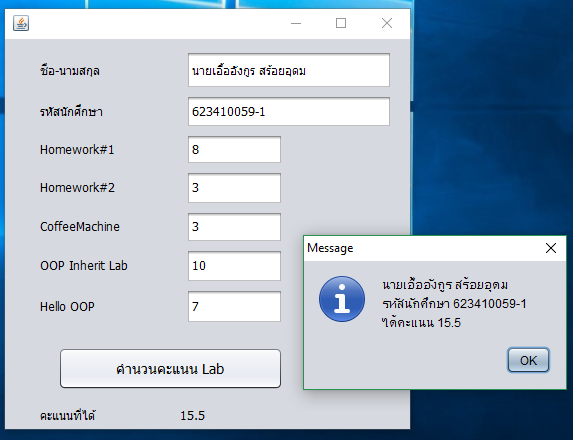 ชื่อ-นามสกุล
นายเอื้ออังกูร สร้อยอุดม
รหัสนักศึกษา
623410059-1
Homework#1
8
Homework#2
3
CoffeeMachine
3
OOP Inherit Lab
10
Hello OOP
7
คำนวนคะแนน Lab
คะแนนที่ได้
15.5
Message
นายเอื้ออังกูร สร้อยอุดม
รหัสนักศึกษา 623410059-1
ได้คะแนน 15.5
OK